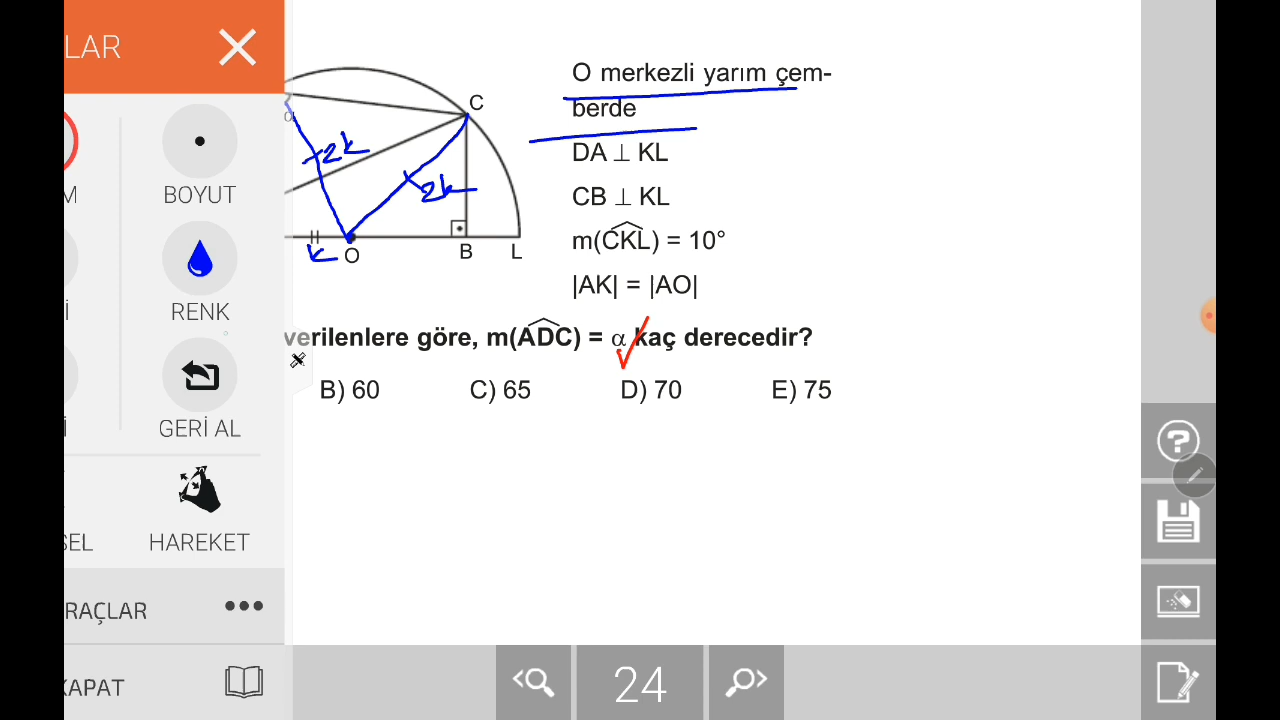 LAR
BOYUT
M
RENK
İ
GERİ AL
İ
HAREKET
SEL
RAÇLAR
KAPAT
C
α
2k
2k
k
O
B
L
O merkezli yarım çem-
berde
DA ⊥ KL
CB ⊥ KL
m(CKL) = 10°
|AK| = |AO|
verilenlere göre, m(ADC) = α kaç derecedir?
B) 60 C) 65 D) 70 E) 75
24